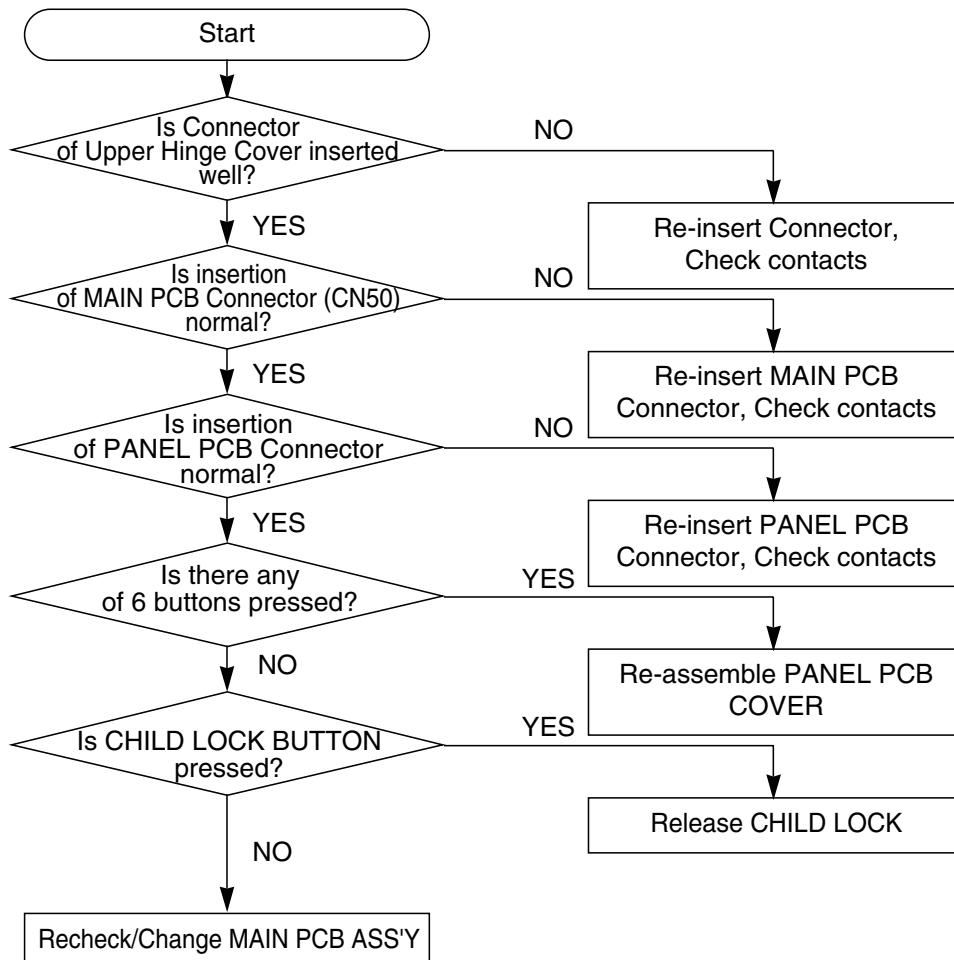 Start
Is Connector
of Upper Hinge Cover inserted
well?
NO
Re-insert Connector,
Check contacts
YES
Is insertion
of MAIN PCB Connector (CN50)
normal?
NO
Re-insert MAIN PCB
Connector, Check contacts
YES
Is insertion
of PANEL PCB Connector
normal?
NO
Re-insert PANEL PCB
Connector, Check contacts
YES
Is there any
of 6 buttons pressed?
YES
Re-assemble PANEL PCB
COVER
NO
Is CHILD LOCK BUTTON
pressed?
YES
Release CHILD LOCK
NO
Recheck/Change MAIN PCB ASS'Y